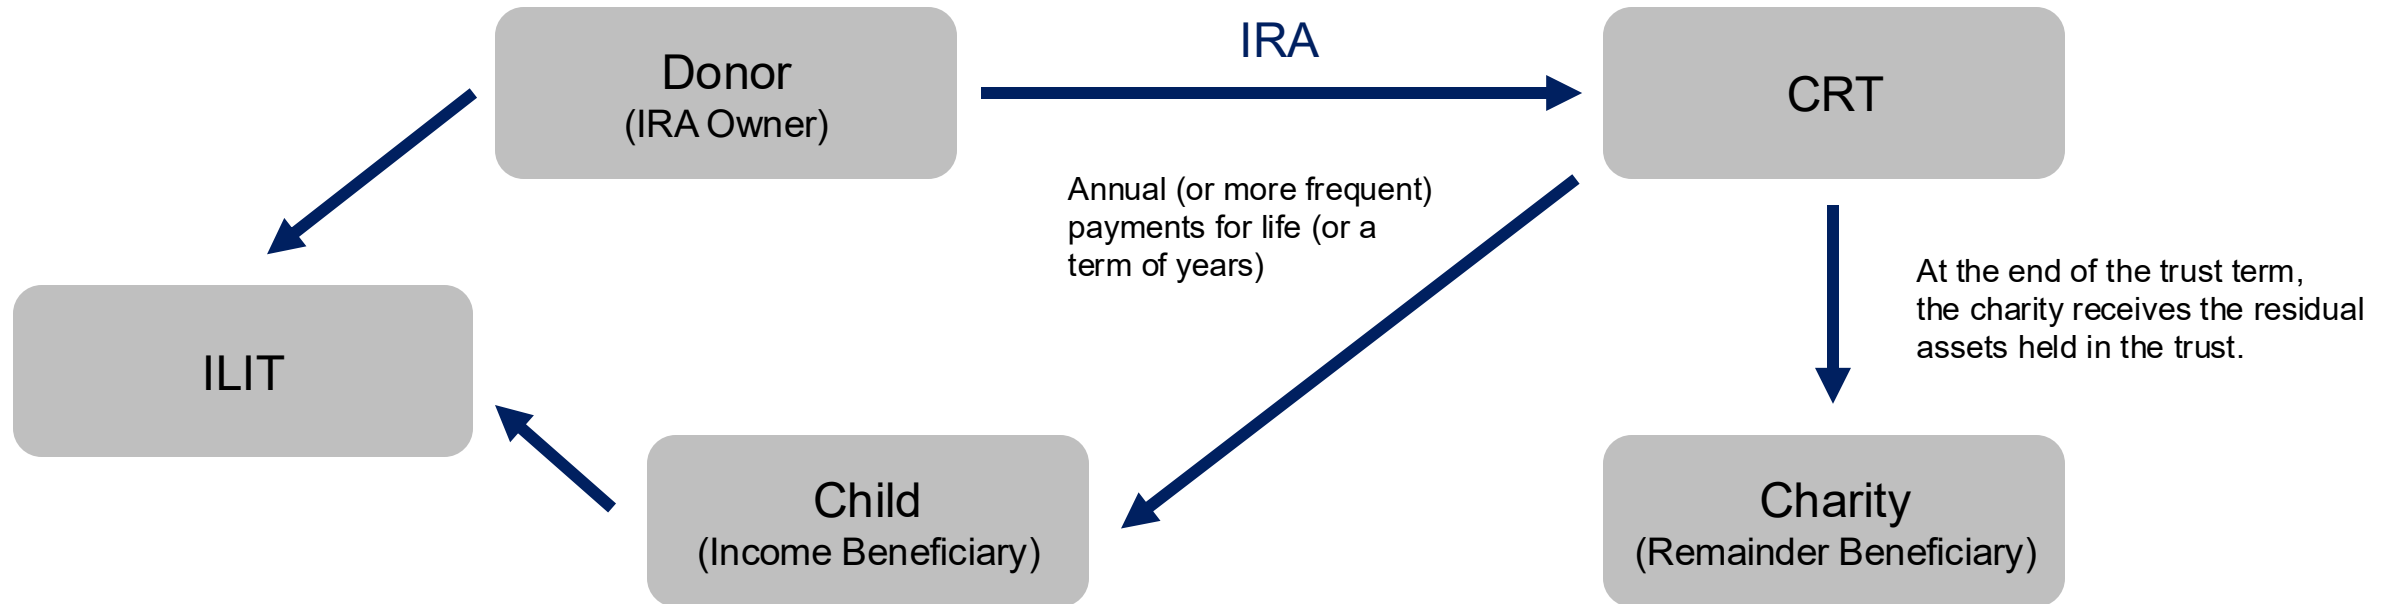 Donor
(IRA Owner)
IRA
CRT
Annual (or more frequent)
payments for life (or a
term of years)
At the end of the trust term,
the charity receives the residual
assets held in the trust.
ILIT
Child
(Income Beneficiary)
Charity
(Remainder Beneficiary)